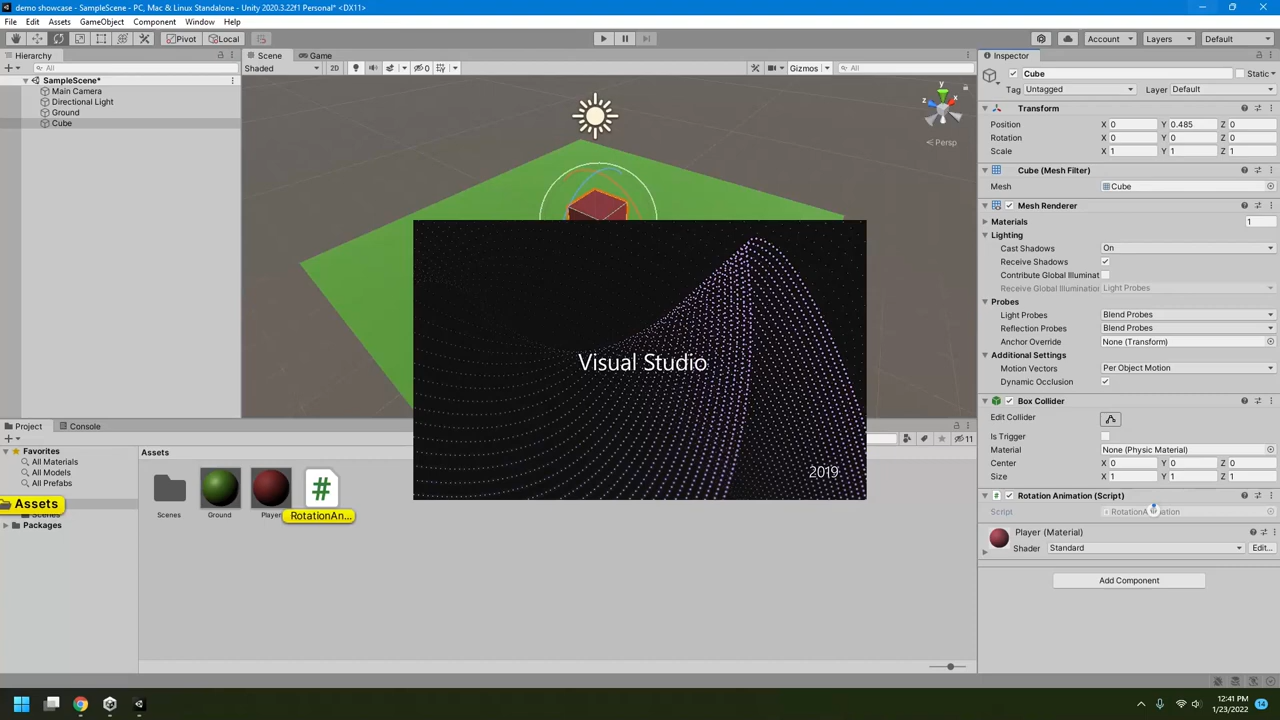 demo showcase - SampleScene - PC, Mac & Linux Standalone - Unity 2020.3.22f1 Personal* <DX11>
File Edit Assets GameObject Component Window Help
Pivot Local Account Layers Default
Hierarchy
All
SampleScene*
Main Camera
Directional Light
Ground
Cube
Scene Game
Shaded 2D 0 Gizmos All
y
x
z
Persp
Visual Studio
2019
Inspector
Cube Static
Tag Untagged Layer Default
Transform
Position X 0 Y 0.485 Z 0
Rotation X 0 Y 0 Z 0
Scale X 1 Y 1 Z 1
Cube (Mesh Filter)
Mesh Cube
Mesh Renderer
Materials 1
Lighting
Cast Shadows On
Receive Shadows
Contribute Global Illuminat
Receive Global Illumination Light Probes
Probes
Light Probes Blend Probes
Reflection Probes Blend Probes
Anchor Override None (Transform)
Additional Settings
Motion Vectors Per Object Motion
Dynamic Occlusion
Box Collider
Edit Collider
Is Trigger
Material None (Physic Material)
Center X 0 Y 0 Z 0
Size X 1 Y 1 Z 1
Rotation Animation (Script)
Script
Player (Material)
Shader Standard Edit...
Add Component
Project Console
11
Favorites
All Materials
All Models
All Prefabs
Assets
Scenes
Packages
Assets
Scenes
Ground
Player
RotationAn...
12:41 PM
1/23/2022
14